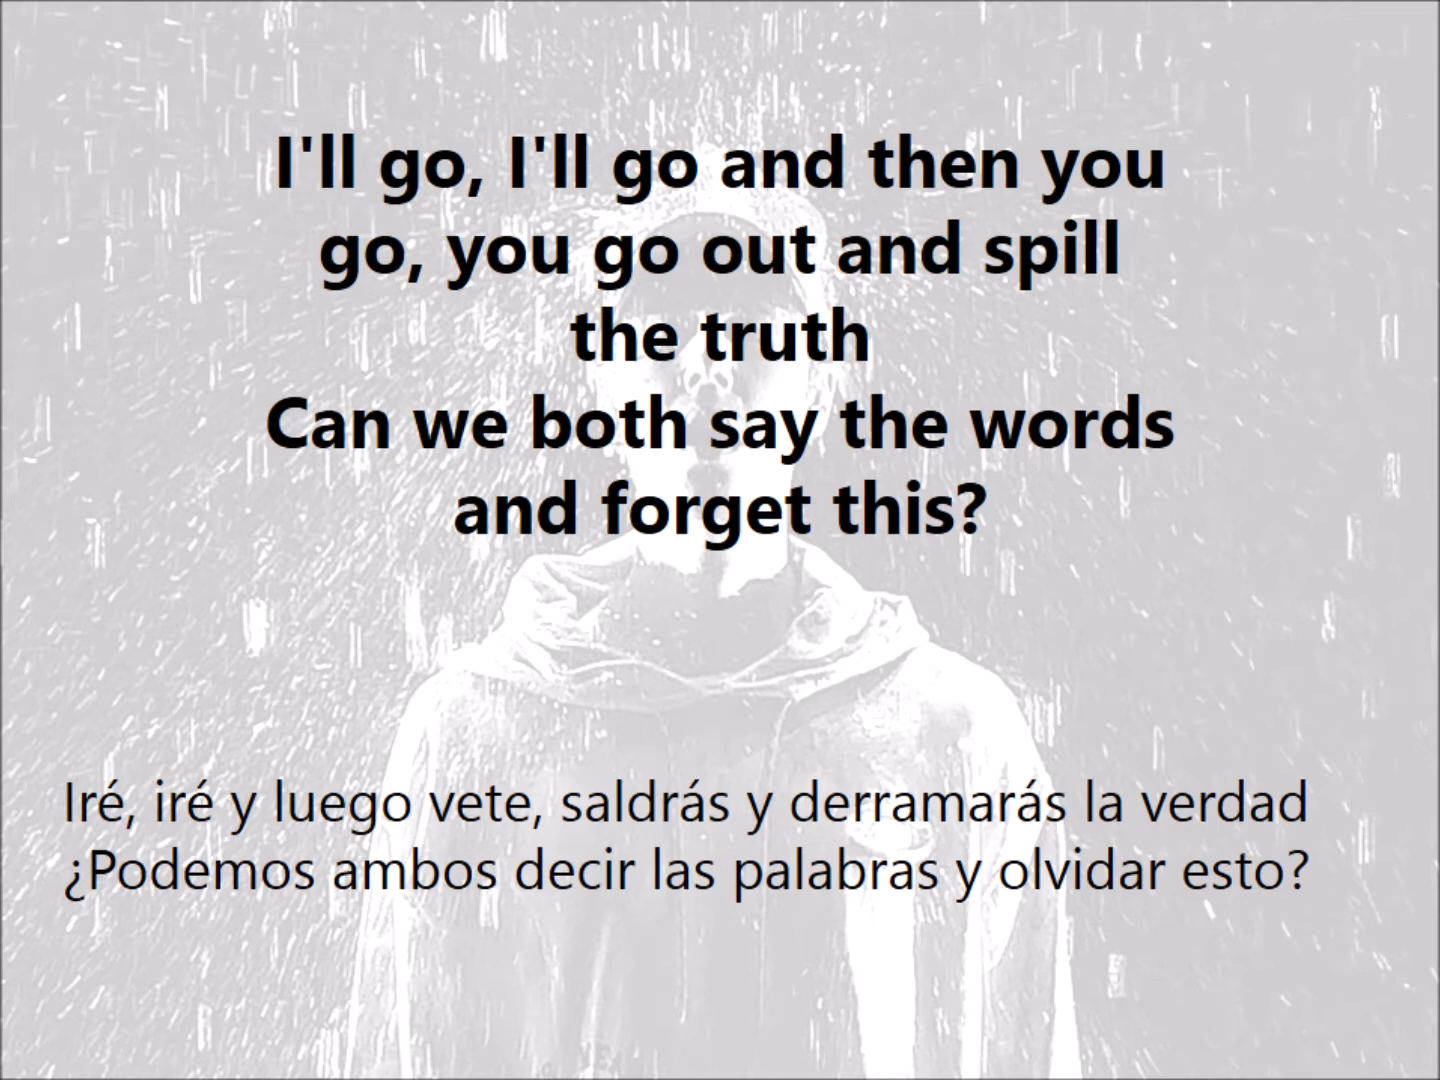 I'll go, I'll go and then you
go, you go out and spill
the truth
Can we both say the words
and forget this?
Iré, iré y luego vete, saldrás y derramarás la verdad
¿Podemos ambos decir las palabras y olvidar esto?